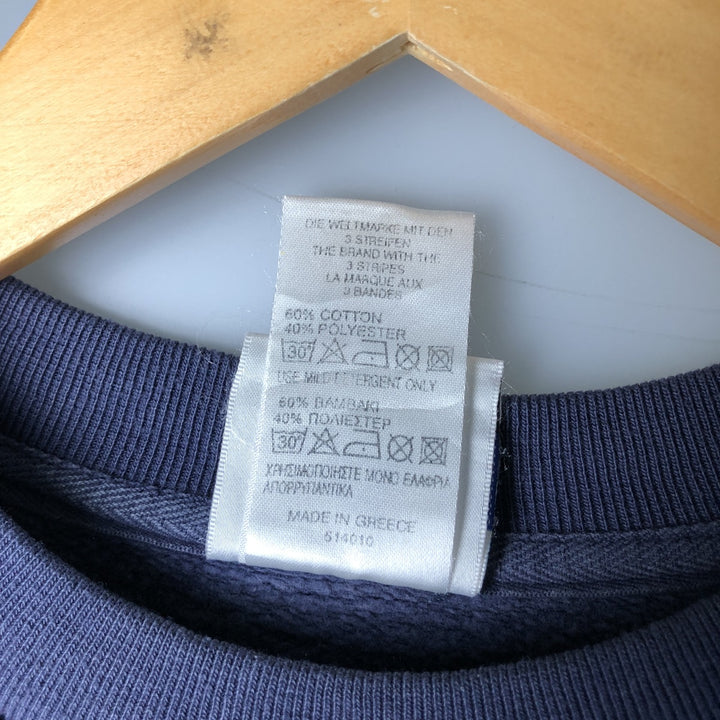 DIE WELTMARKE MIT DEN
3 STREIFEN
THE BRAND WITH THE
3 STRIPES
LA MARQUE AUX
3 BANDES
60% COTTON
40% POLYESTER
30°
USE MILD DETERGENT ONLY
60% ΒΑΜΒΑΚΙ
40% ΠΟΛΙΕΣΤΕΡ
30°
ΧΡΗΣΙΜΟΠΟΙΗΣΤΕ ΜΟΝΟ ΕΛΑΦΡΙΑ
ΑΠΟΡΡΥΠΑΝΤΙΚΑ
MADE IN GREECE
514010